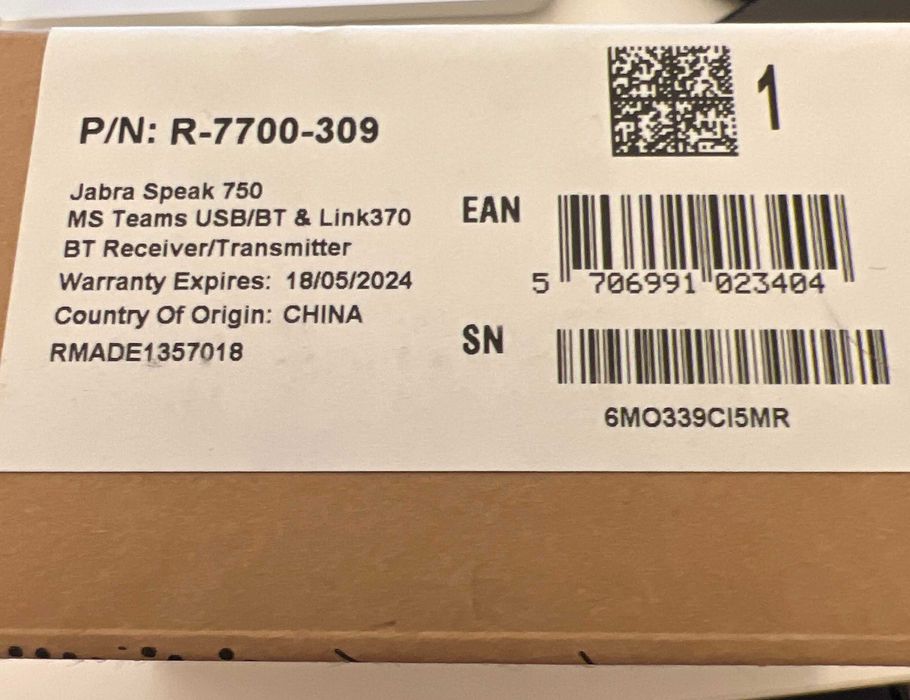 P/N: R-7700-309
1
Jabra Speak 750
MS Teams USB/BT & Link370
BT Receiver/Transmitter
Warranty Expires: 18/05/2024
Country Of Origin: CHINA
RMADE1357018
EAN
5 706991 023404
SN
6MO339CI5MR